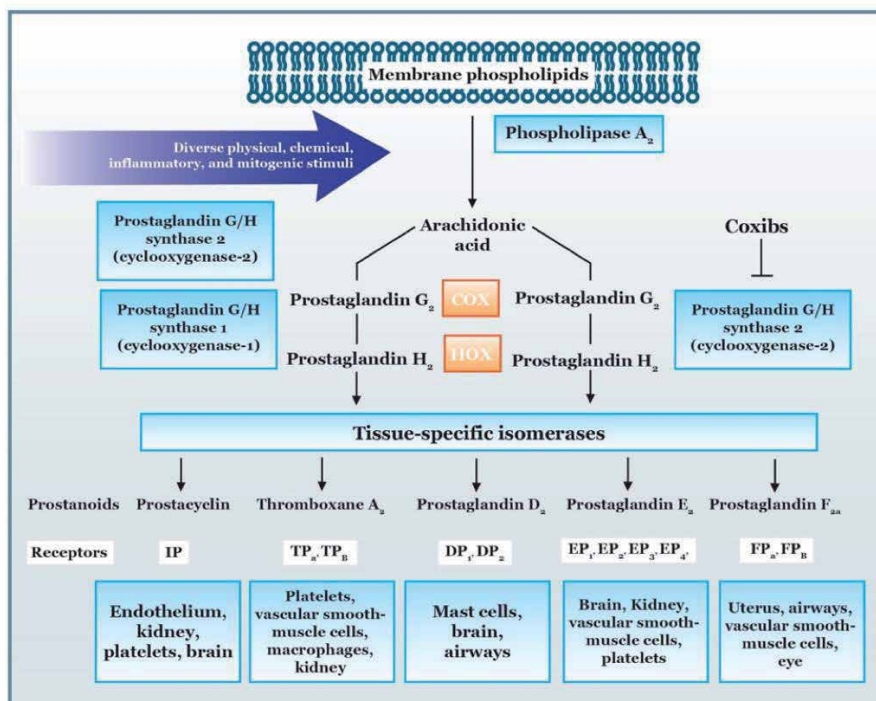 Membrane phospholipids
Diverse physical, chemical,
inflammatory, and mitogenic stimuli
Phospholipase A₂
Prostaglandin G/H
synthase 2
(cyclooxygenase-2)
Arachidonic
acid
Coxibs
Prostaglandin G/H
synthase 1
(cyclooxygenase-1)
Prostaglandin G₂
COX
Prostaglandin G₂
Prostaglandin G/H
synthase 2
(cyclooxygenase-2)
Prostaglandin H₂
HOX
Prostaglandin H₂
Tissue-specific isomerases
Prostanoids
Prostacyclin
Thromboxane A₂
Prostaglandin D₂
Prostaglandin E₂
Prostaglandin F₂a
Receptors
IP
TPa, TPB
DP₁, DP₂
EP₁, EP₂, EP₃, EP₄,
FPa, FPB
Endothelium,
kidney,
platelets, brain
Platelets,
vascular smooth-
muscle cells,
macrophages,
kidney
Mast cells,
brain,
airways
Brain, Kidney,
vascular smooth-
muscle cells,
platelets
Uterus, airways,
vascular smooth-
muscle cells,
eye